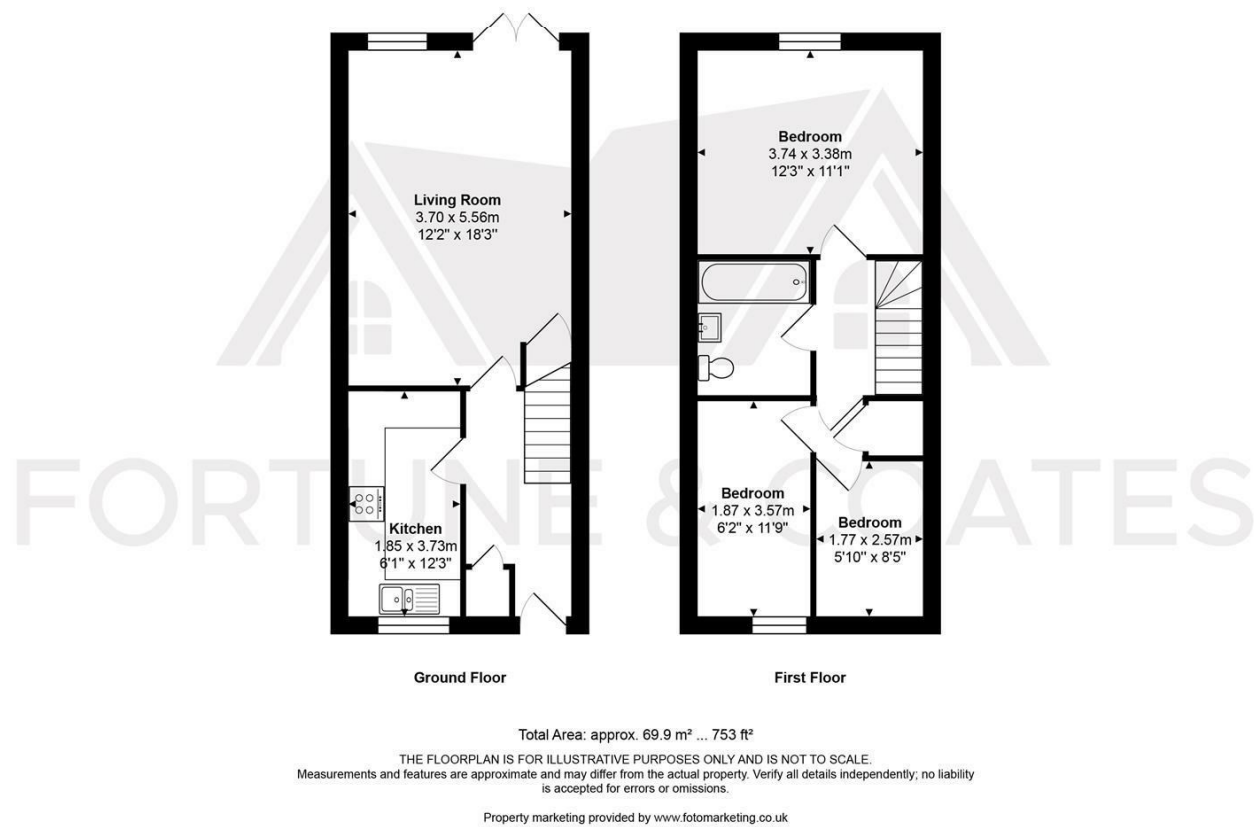 Living Room
3.70 x 5.56m
12'2" x 18'3"
Kitchen
1.85 x 3.73m
6'1" x 12'3"
Ground Floor
Bedroom
3.74 x 3.38m
12'3" x 11'1"
Bedroom
1.87 x 3.57m
6'2" x 11'9"
Bedroom
1.77 x 2.57m
5'10" x 8'5"
First Floor
FORTUNE & COATES
Total Area: approx. 69.9 m² ... 753 ft²
THE FLOORPLAN IS FOR ILLUSTRATIVE PURPOSES ONLY AND IS NOT TO SCALE.
Measurements and features are approximate and may differ from the actual property. Verify all details independently; no liability
is accepted for errors or omissions.
Property marketing provided by www.fotomarketing.co.uk